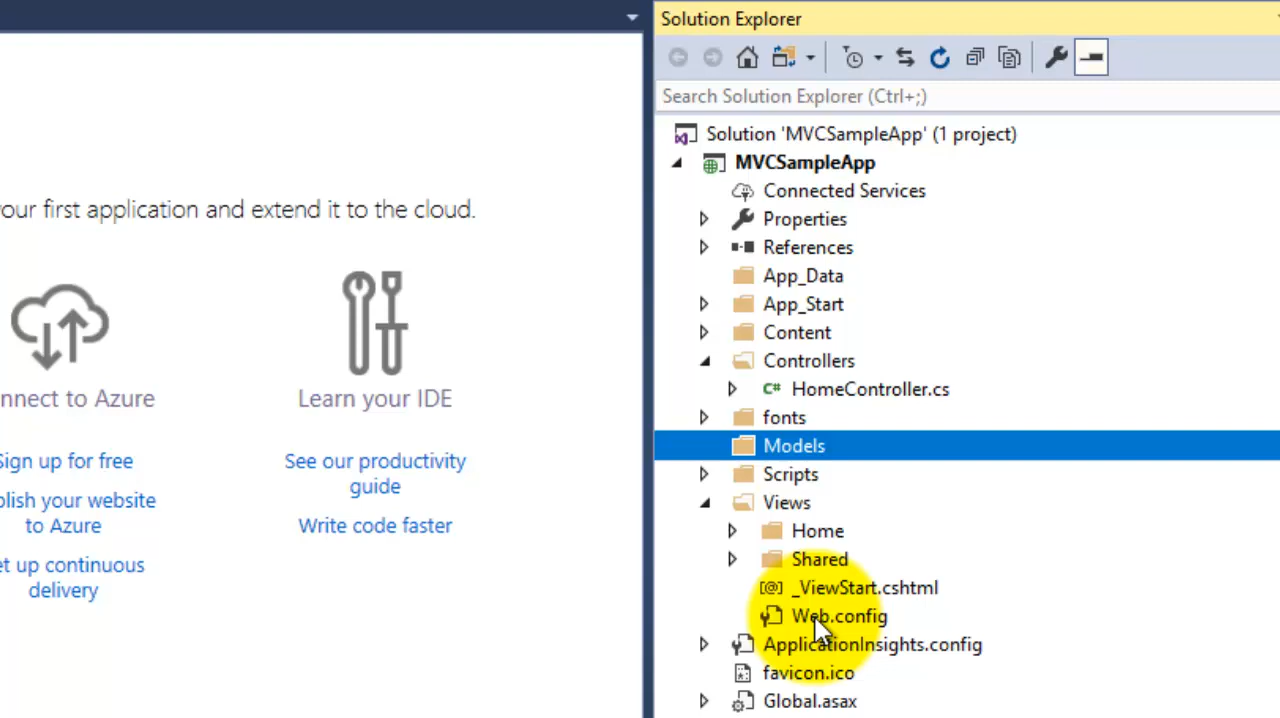 Solution Explorer
Search Solution Explorer (Ctrl+;)
Solution 'MVCSampleApp' (1 project)
MVCSampleApp
Connected Services
Properties
References
App_Data
App_Start
Content
Controllers
C# HomeController.cs
fonts
Models
Scripts
Views
Home
Shared
[@] _ViewStart.cshtml
Web.config
ApplicationInsights.config
favicon.ico
Global.asax
our first application and extend it to the cloud.
nnect to Azure
Sign up for free
blish your website
to Azure
et up continuous
delivery
Learn your IDE
See our productivity
guide
Write code faster